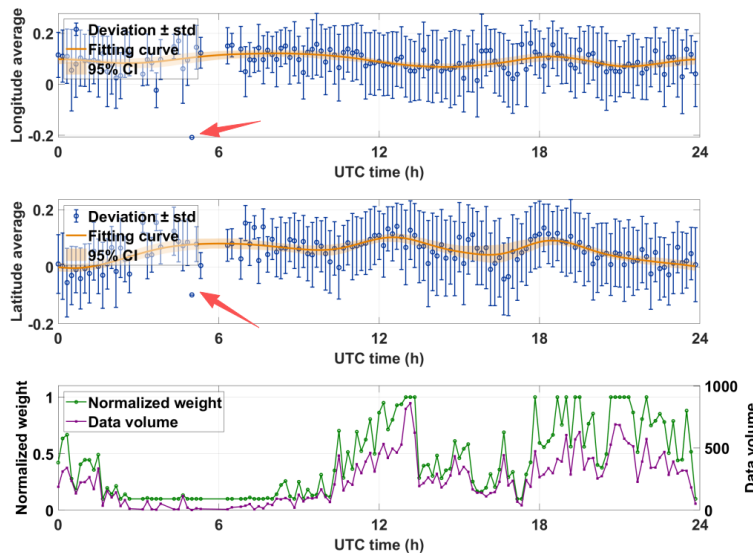 Longitude average
0.2
0
-0.2
Deviation ± std
Fitting curve
95% CI
0 6 12 18 24
UTC time (h)
Latitude average
0.2
0
-0.2
Deviation ± std
Fitting curve
95% CI
0 6 12 18 24
UTC time (h)
Normalized weight
1
0.5
0
Normalized weight
Data volume
1000
500
0
Data volume
0 6 12 18 24
UTC time (h)